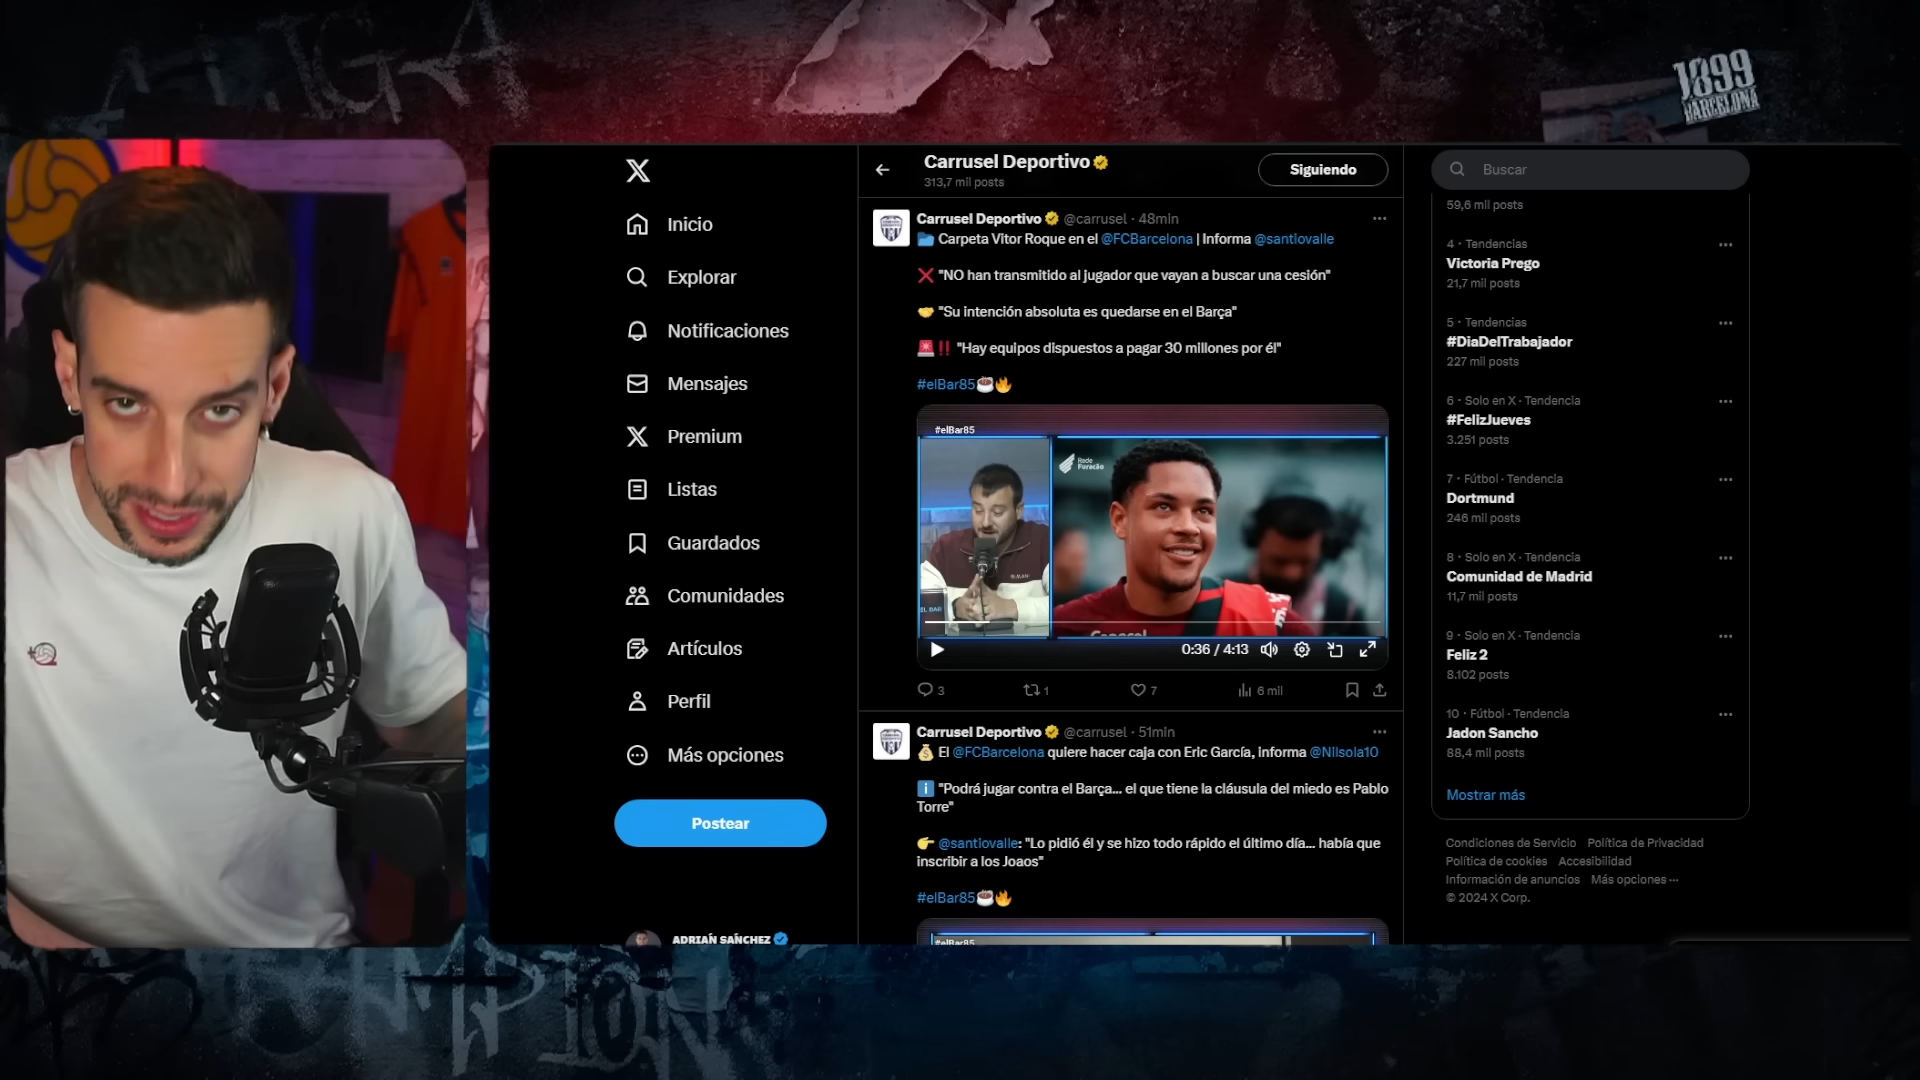 1899
BARCELONA
Carrusel Deportivo
313,7 mil posts
Siguiendo
Buscar
Inicio
Explorar
Notificaciones
Mensajes
Premium
Listas
Guardados
Comunidades
Artículos
Perfil
Más opciones
Postear
ADRIÁN SÁNCHEZ
Carrusel Deportivo @carrusel · 48min
📂 Carpeta Vitor Roque en el @FCBarcelona | Informa @santiovalle
❌ "NO han transmitido al jugador que vayan a buscar una cesión"
🤝 "Su intención absoluta es quedarse en el Barça"
🚨‼️ "Hay equipos dispuestos a pagar 30 millones por él"
#elBar85☕🔥
#elBar85
Rede
Furacão
EL BAR
0:36 / 4:13
3
1
7
6 mil
Carrusel Deportivo @carrusel · 51min
💰 El @FCBarcelona quiere hacer caja con Eric García, Informa @Nilsola10
ℹ️ "Podrá jugar contra el Barça... el que tiene la cláusula del miedo es Pablo
Torre"
👉 @santiovalle: "Lo pidió él y se hizo todo rápido el último día... había que
inscribir a los Joaos"
#elBar85☕🔥
#elBar85
59,6 mil posts
4 · Tendencias
Victoria Prego
21,7 mil posts
5 · Tendencias
#DiaDelTrabajador
227 mil posts
6 · Solo en X · Tendencia
#FelizJueves
3.251 posts
7 · Fútbol · Tendencia
Dortmund
246 mil posts
8 · Solo en X · Tendencia
Comunidad de Madrid
11,7 mil posts
9 · Solo en X · Tendencia
Feliz 2
8.102 posts
10 · Fútbol · Tendencia
Jadon Sancho
88,4 mil posts
Mostrar más
Condiciones de Servicio Política de Privacidad
Política de cookies Accesibilidad
Información de anuncios Más opciones ···
© 2024 X Corp.